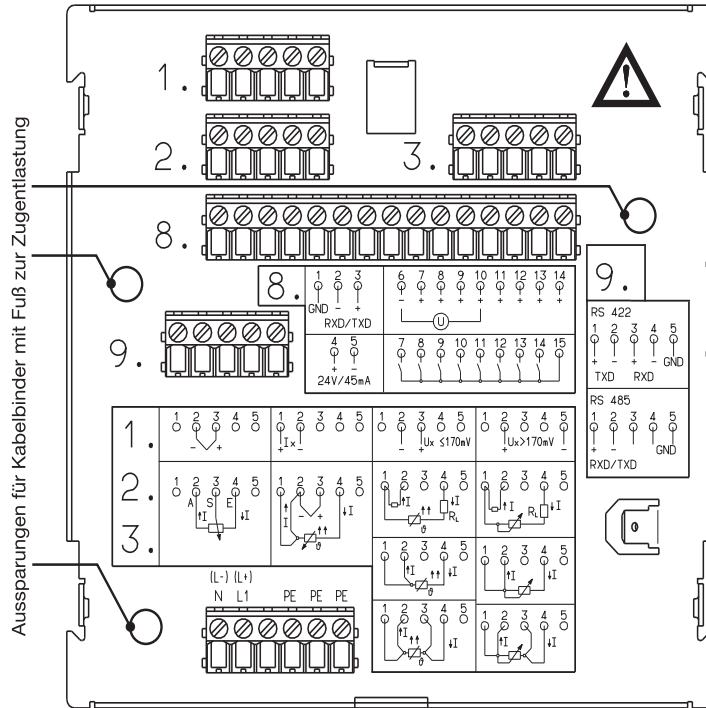 Aussparungen für Kabelbinder mit Fuß zur Zugentlastung
1.
2.
3.
8.
9.
8.
1 2 3
GND - +
RXD/TXD
6 7 8 9 10 11 12 13 14
- + + + + + + + +
U
4 5
+ -
24V/45mA
7 8 9 10 11 12 13 14 15
9.
RS 422
1 2 3 4 5
+ - + - GND
TXD RXD
RS 485
1 2 3 4 5
+ - GND
RXD/TXD
1.
1 2 3 4 5
- +
1 2 3 4 5
+ Ix -
1 2 3 4 5
- + Ux ≤170mV
1 2 3 4 5
+ Ux>170mV -
2.
3.
1 2 3 4 5
A S E
I I
1 2 3 4 5
I - + I
ϑ
1 2 3 4 5
I I
ϑ RL
1 2 3 4 5
I RL I
1 2 3 4 5
I I
ϑ
1 2 3 4 5
I I
1 2 3 4 5
I I
ϑ
1 2 3 4 5
I I
(L-) (L+)
N L1 PE PE PE